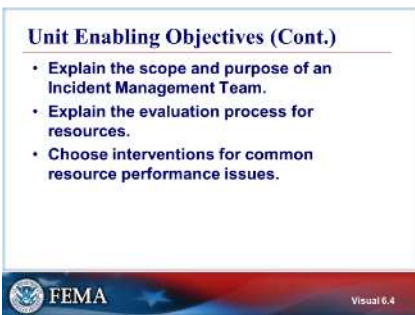 Unit Enabling Objectives (Cont.)
• Explain the scope and purpose of an
Incident Management Team.
• Explain the evaluation process for
resources.
• Choose interventions for common
resource performance issues.
FEMA
Visual 6.4